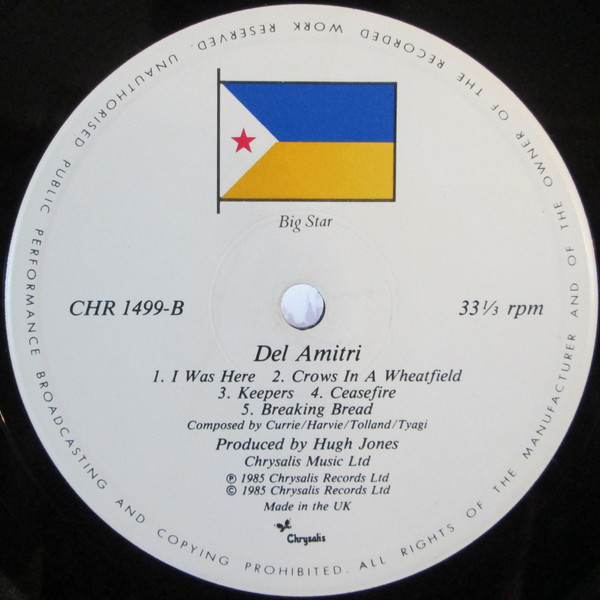 Big Star
CHR 1499-B
33⅓ rpm
Del Amitri
1. I Was Here 2. Crows In A Wheatfield
3. Keepers 4. Ceasefire
5. Breaking Bread
Composed by Currie/Harvie/Tolland/Tyagi
Produced by Hugh Jones
Chrysalis Music Ltd
℗ 1985 Chrysalis Records Ltd
© 1985 Chrysalis Records Ltd
Made in the UK
Chrysalis
ALL RIGHTS OF THE MANUFACTURER AND OF THE OWNER OF THE RECORDED WORK RESERVED. UNAUTHORISED PUBLIC PERFORMANCE BROADCASTING AND COPYING PROHIBITED.